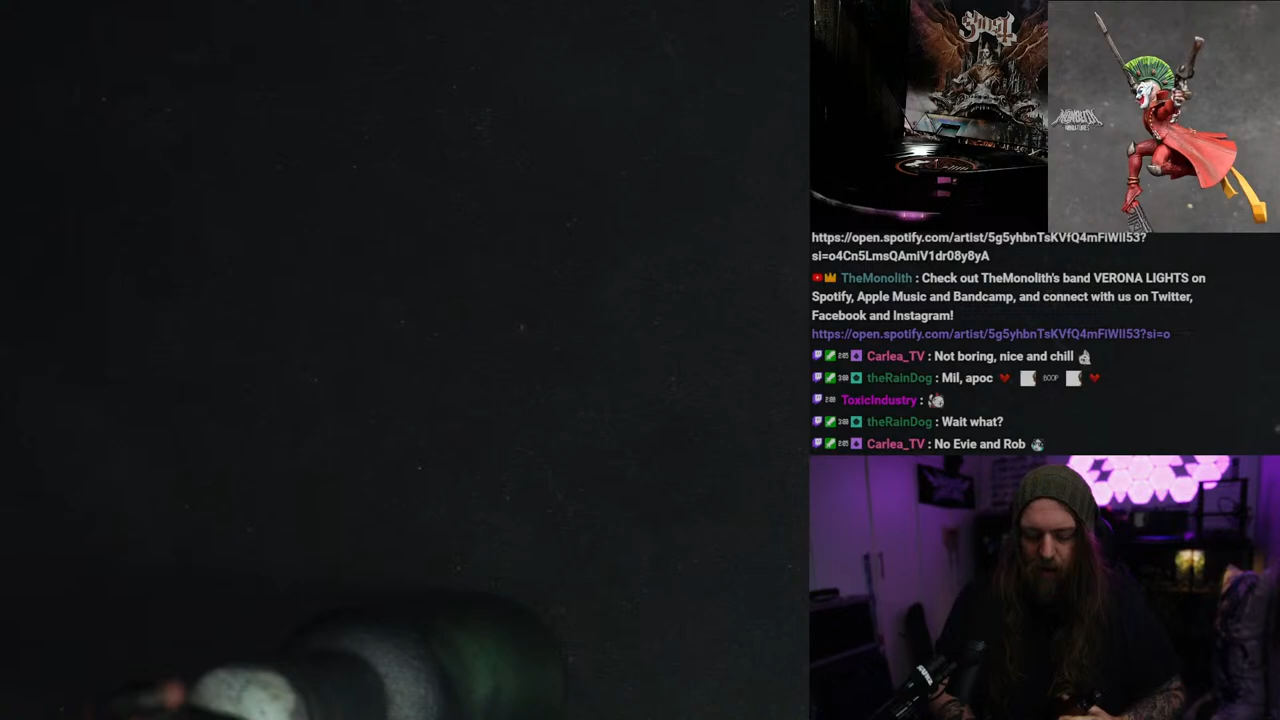 Ghost
MONOLITH
MINIATURES
https://open.spotify.com/artist/5g5yhbnTsKVfQ4mFiWIl53?
si=o4Cn5LmsQAmiV1dr08y8yA
TheMonolith : Check out TheMonolith's band VERONA LIGHTS on
Spotify, Apple Music and Bandcamp, and connect with us on Twitter,
Facebook and Instagram!
https://open.spotify.com/artist/5g5yhbnTsKVfQ4mFiWIl53?si=o
Carlea_TV : Not boring, nice and chill
theRainDog : Mil, apoc BOOP
ToxicIndustry :
theRainDog : Wait what?
Carlea_TV : No Evie and Rob